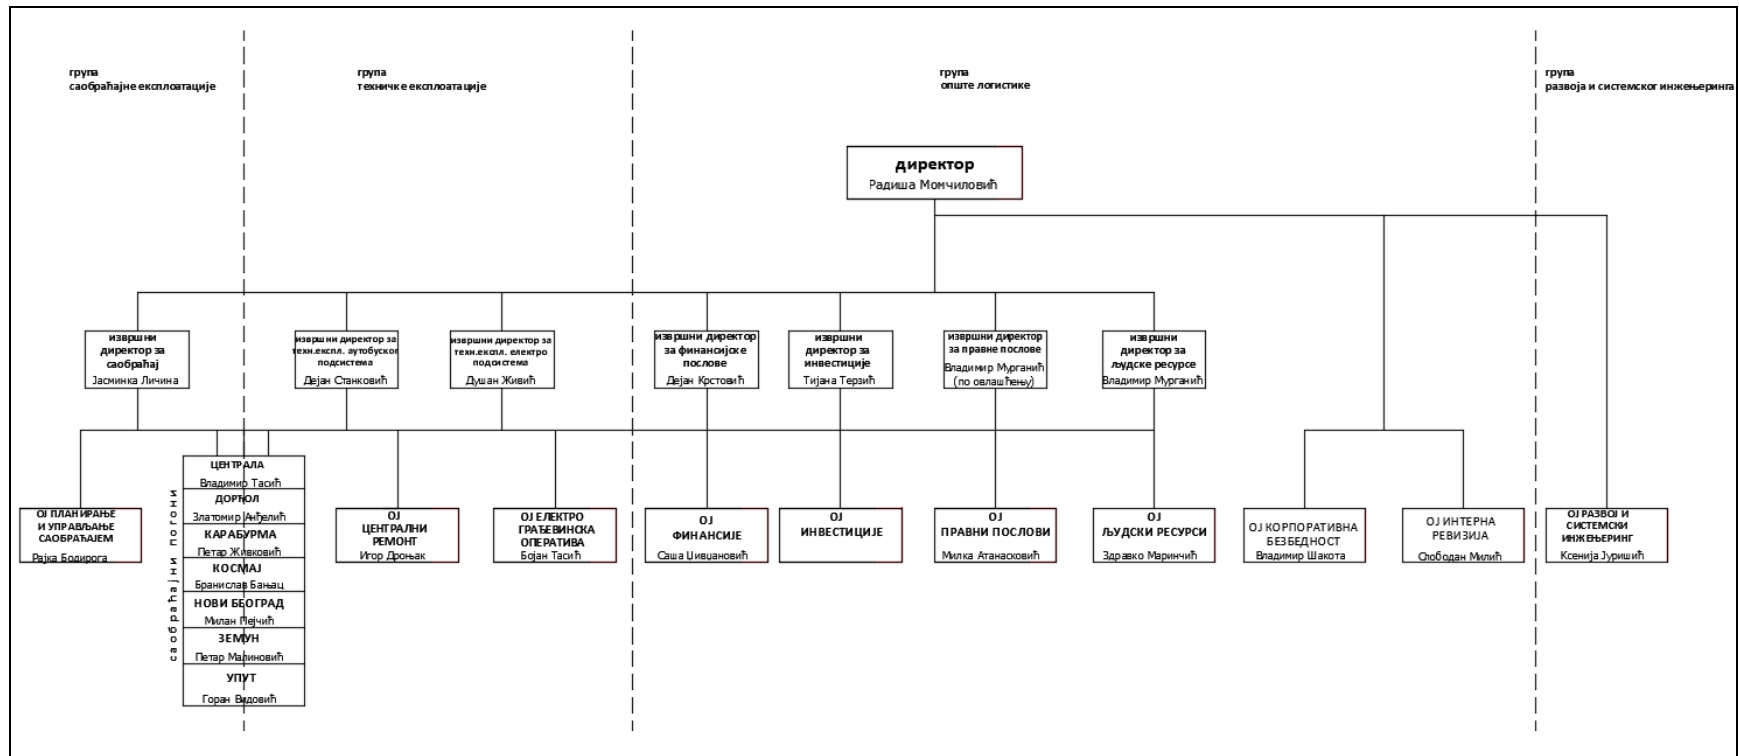 група
саобраћајне експлоатације
група
техничке експлоатације
група
опште логистике
група
развоја и системског инжењеринга
директор
Радиша Момчиловић
извршни
директор за
саобраћај
Јасминка Личина
извршни директор за
техн.експл. аутобуског
подсистема
Дејан Станковић
извршни директор за
техн.експл. електро
подсистема
Душан Живић
извршни директор
за финансијске
послове
Дејан Крстовић
извршни
директор за
инвестиције
Тијана Терзић
извршни директор
за правне послове
Владимир Мурганић
(по овлашћењу)
извршни
директор за
људске ресурсе
Владимир Мурганић
ОЈ ПЛАНИРАЊЕ
И УПРАВЉАЊЕ
САОБРАЋАЈЕМ
Рајка Бодирога
саобраћајни погони
ЦЕНТРАЛА
Владимир Тасић
ДОРЋОЛ
Златомир Анђелић
КАРАБУРМА
Петар Живковић
КОСМАЈ
Бранислав Бањац
НОВИ БЕОГРАД
Милан Пејчић
ЗЕМУН
Петар Малиновић
УПУТ
Горан Видовић
ОЈ
ЦЕНТРАЛНИ
РЕМОНТ
Игор Дроњак
ОЈ ЕЛЕКТРО
ГРАЂЕВИНСКА
ОПЕРАТИВА
Бојан Тасић
ОЈ
ФИНАНСИЈЕ
Саша Цивцановић
ОЈ
ИНВЕСТИЦИЈЕ
ОЈ
ПРАВНИ ПОСЛОВИ
Милка Атанасковић
ОЈ
ЉУДСКИ РЕСУРСИ
Здравко Маринчић
ОЈ КОРПОРАТИВНА
БЕЗБЕДНОСТ
Владимир Шакота
ОЈ ИНТЕРНА
РЕВИЗИЈА
Слободан Милић
ОЈ РАЗВОЈ И
СИСТЕМСКИ
ИНЖЕЊЕРИНГ
Ксенија Јуришић